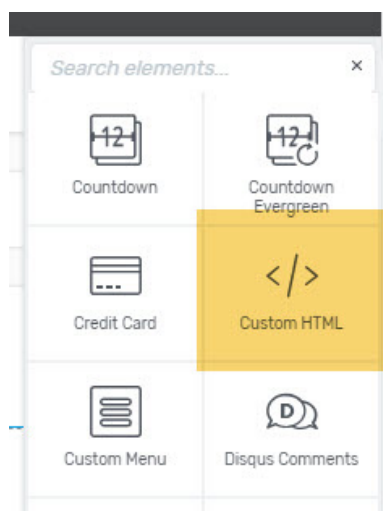 Search elements... ×
12 12
Countdown Countdown
Evergreen
</>
Credit Card Custom HTML
D
Custom Menu Disqus Comments